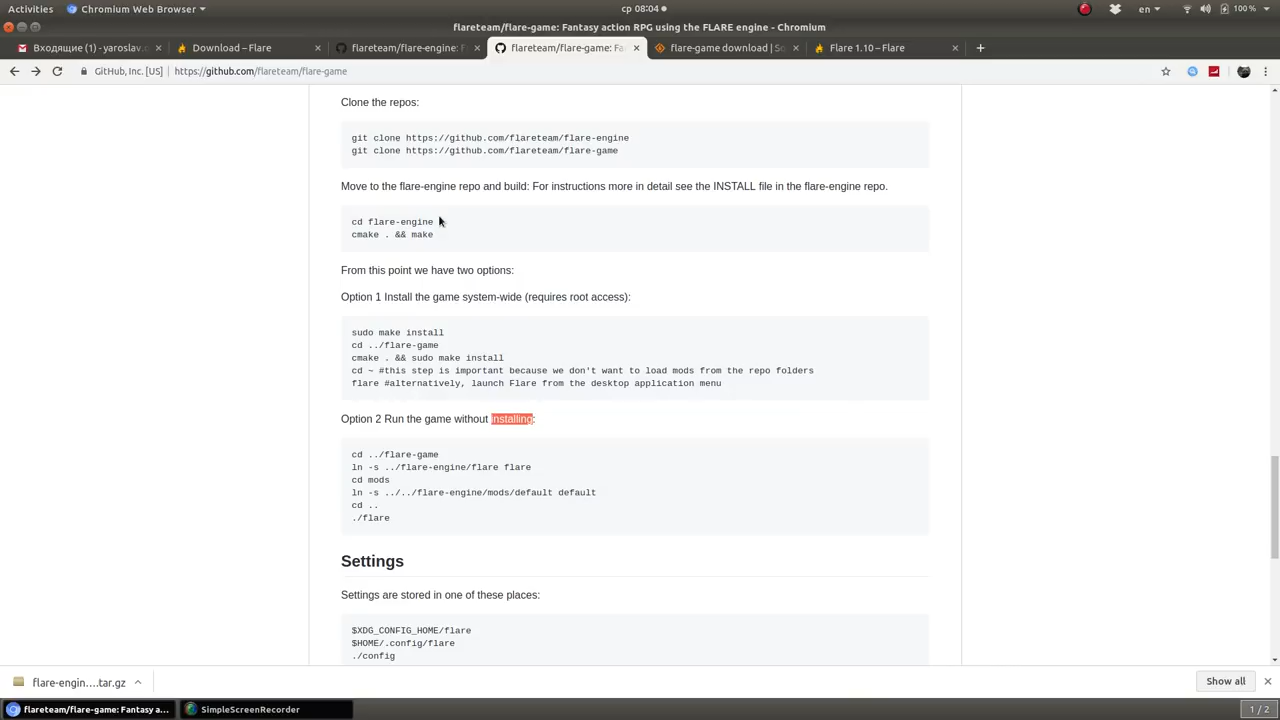 Activities
Chromium Web Browser
ср 08:04
en
100 %
flareteam/flare-game: Fantasy action RPG using the FLARE engine - Chromium
Входящие (1) - yaroslav.
Download – Flare
flareteam/flare-engine: F
flareteam/flare-game: Fa
flare-game download | So
Flare 1.10 – Flare
GitHub, Inc. [US]
https://github.com/flareteam/flare-game
Clone the repos:
git clone https://github.com/flareteam/flare-engine
git clone https://github.com/flareteam/flare-game
Move to the flare-engine repo and build: For instructions more in detail see the INSTALL file in the flare-engine repo.
cd flare-engine
cmake . && make
From this point we have two options:
Option 1 Install the game system-wide (requires root access):
sudo make install
cd ../flare-game
cmake . && sudo make install
cd ~ #this step is important because we don't want to load mods from the repo folders
flare #alternatively, launch Flare from the desktop application menu
Option 2 Run the game without installing:
cd ../flare-game
ln -s ../flare-engine/flare flare
cd mods
ln -s ../../flare-engine/mods/default default
cd ..
./flare
Settings
Settings are stored in one of these places:
$XDG_CONFIG_HOME/flare
$HOME/.config/flare
./config
flare-engin....tar.gz
Show all
flareteam/flare-game: Fantasy a...
SimpleScreenRecorder
1 / 2